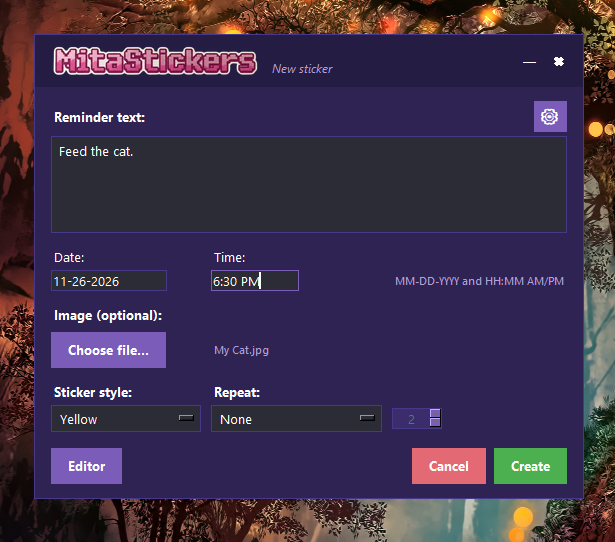 MitaStickers New sticker
Reminder text:
Feed the cat.
Date: Time:
11-26-2026 6:30 PM MM-DD-YYYY and HH:MM AM/PM
Image (optional):
Choose file... My Cat.jpg
Sticker style: Repeat:
Yellow None 2
Editor Cancel Create